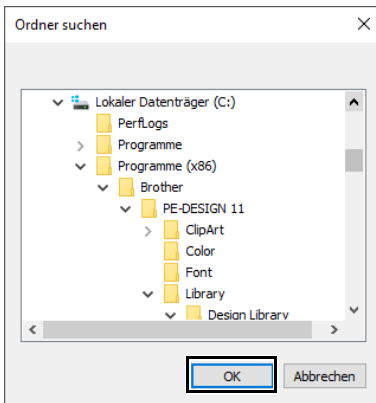 Ordner suchen
Lokaler Datenträger (C:)
PerfLogs
Programme
Programme (x86)
Brother
PE-DESIGN 11
ClipArt
Color
Font
Library
Design Library
OK
Abbrechen